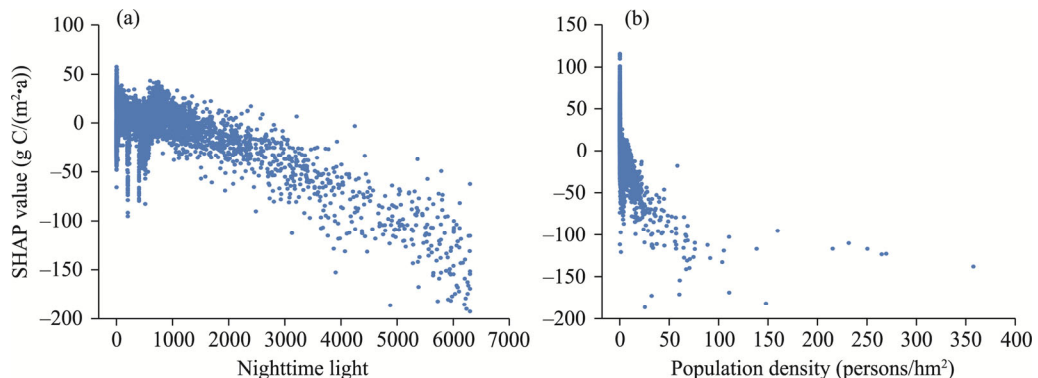 (a)
SHAP value (g C/(m²•a))
100
50
0
−50
−100
−150
−200
0 1000 2000 3000 4000 5000 6000 7000
Nighttime light
(b)
150
100
50
0
−50
−100
−150
−200
0 50 100 150 200 250 300 350 400
Population density (persons/hm²)